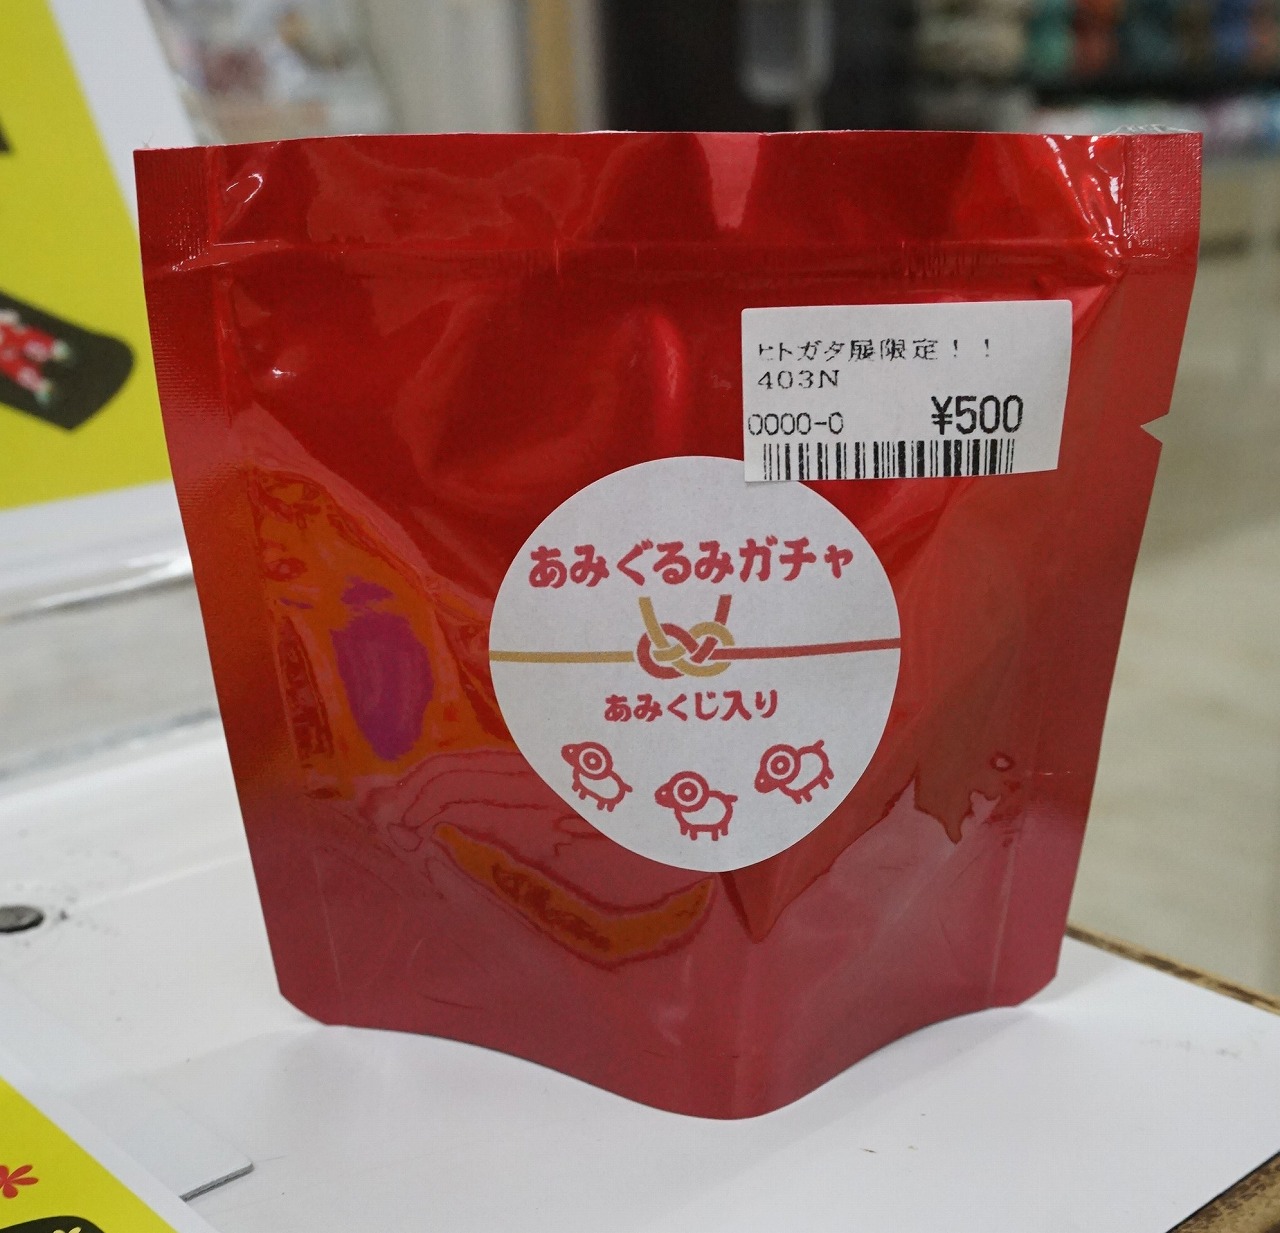 ヒトガタ展限定！！
403N
0000-0 ¥500
あみぐるみガチャ
あみくじ入り